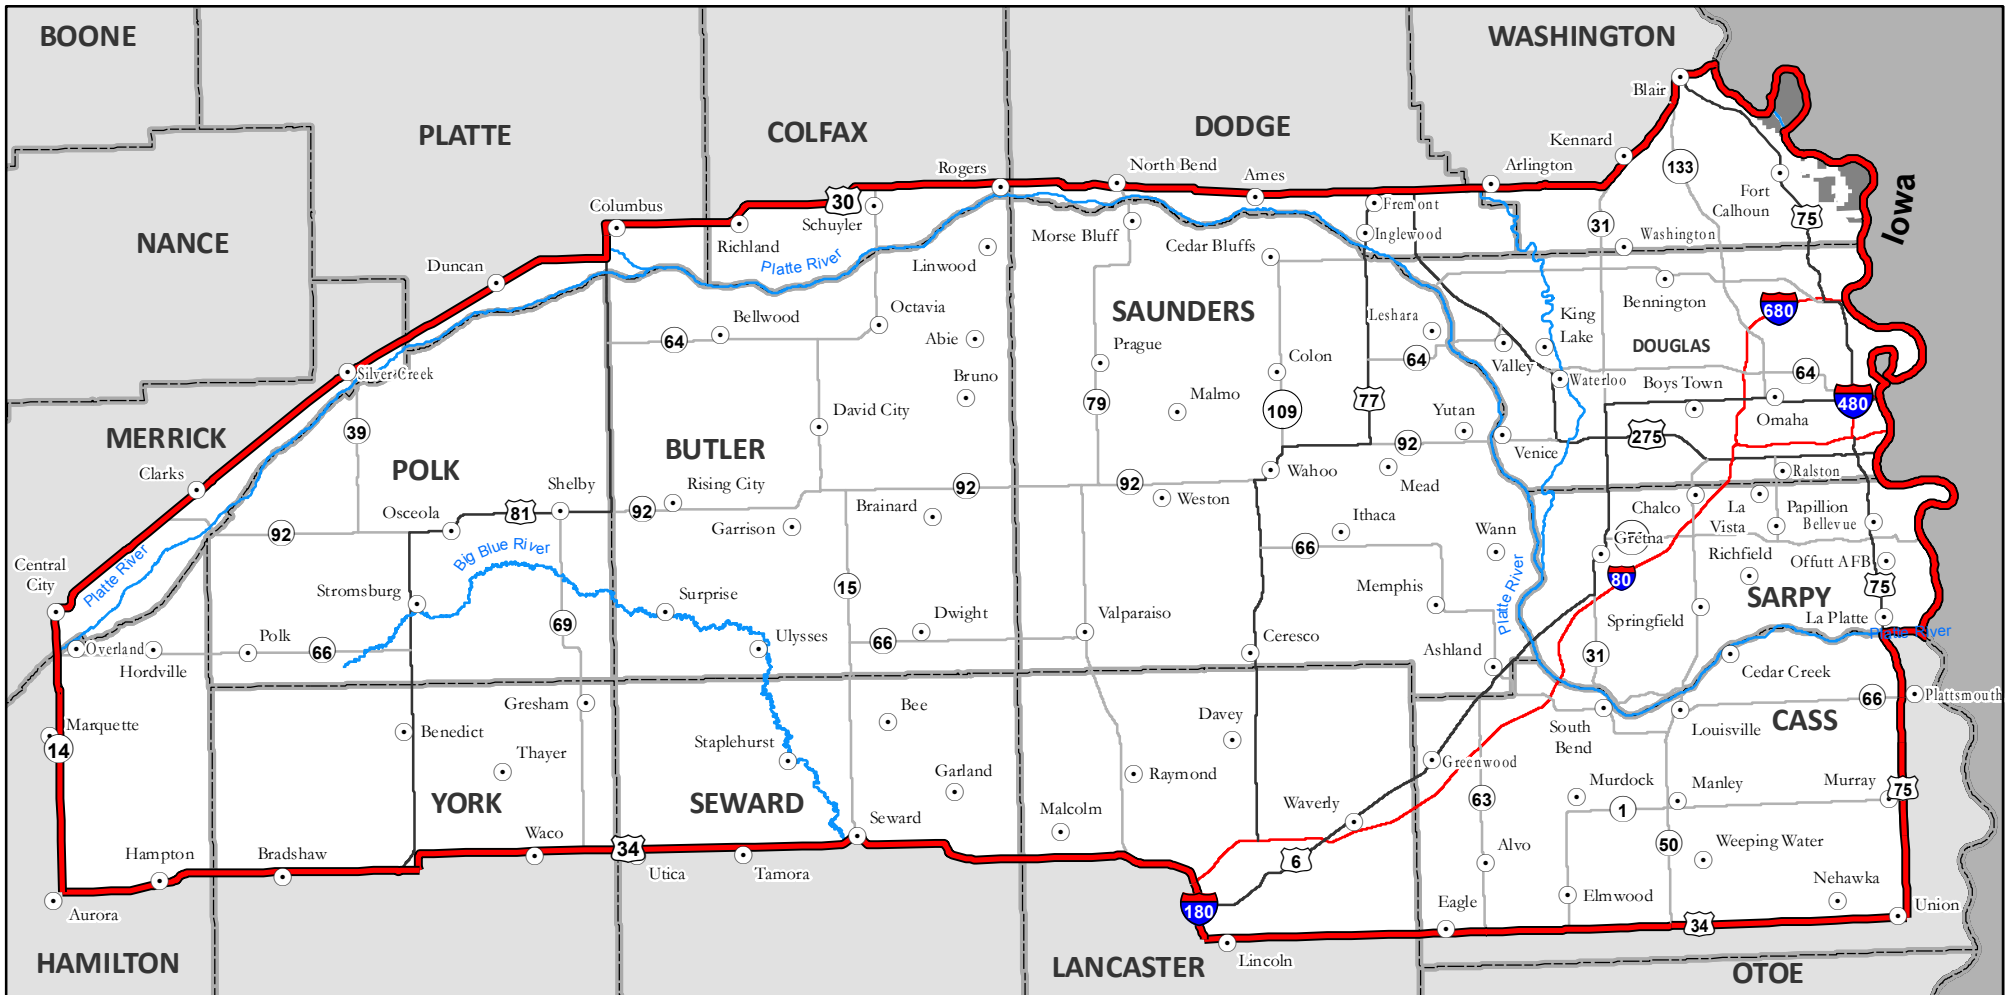 BOONE
WASHINGTON
Blair
PLATTE
COLFAX
DODGE
Kennard
133
Rogers
North Bend
Ames
Arlington
Fort
Calhoun
Iowa
30
Columbus
Schuyler
Richland
Fremont
75
NANCE
Morse Bluff
Cedar Bluffs
Inglewood
31
Washington
Duncan
Platte River
Linwood
Bennington
680
Octavia
SAUNDERS
Leshara
King
Lake
Bellwood
64
Abie
Prague
Colon
64
Valley
DOUGLAS
Silver Creek
Bruno
Waterloo
Boys Town
64
David City
79
Malmo
109
77
Yutan
480
Omaha
MERRICK
39
BUTLER
92
Venice
275
Clarks
POLK
Wahoo
Ralston
Shelby
Rising City
92
92
Weston
Mead
Osceola
81
92
Garrison
Brainard
Ithaca
Wann
Chalco
La
Vista
Papillion
Bellevue
92
Big Blue River
66
Gretna
Richfield
Offutt AFB
Central
City
Platte River
Stromsburg
Surprise
15
Memphis
Platte River
80
75
SARPY
69
Dwight
Valparaiso
Springfield
La Platte
Overland
Hordville
Polk
66
Ulysses
66
Ceresco
Ashland
31
Platte River
Cedar Creek
Gresham
Bee
Davey
66
Plattsmouth
Marquette
14
Benedict
Staplehurst
South
Bend
Louisville
CASS
Thayer
Garland
Raymond
Greenwood
Murdock
Manley
Murray
75
YORK
SEWARD
Malcolm
Waverly
63
1
Waco
34
Seward
Hampton
Bradshaw
Utica
Tamora
6
Alvo
50
Weeping Water
Aurora
180
Eagle
Elmwood
Nehawka
Union
34
HAMILTON
LANCASTER
Lincoln
OTOE